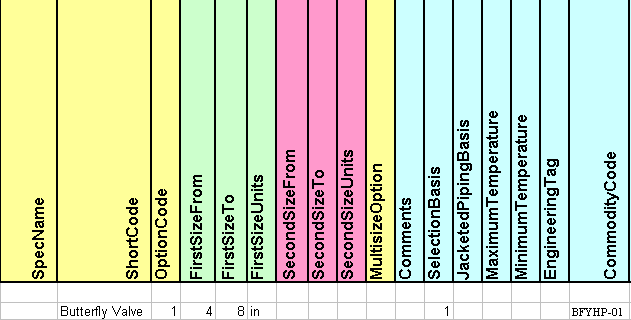 SpecName
ShortCode
OptionCode
FirstSizeFrom
FirstSizeTo
FirstSizeUnits
SecondSizeFrom
SecondSizeTo
SecondSizeUnits
MultisizeOption
Comments
SelectionBasis
JacketedPipingBasis
MaximumTemperature
MinimumTemperature
EngineeringTag
CommodityCode
Butterfly Valve 1 4 8 in 1 BFYHP-01